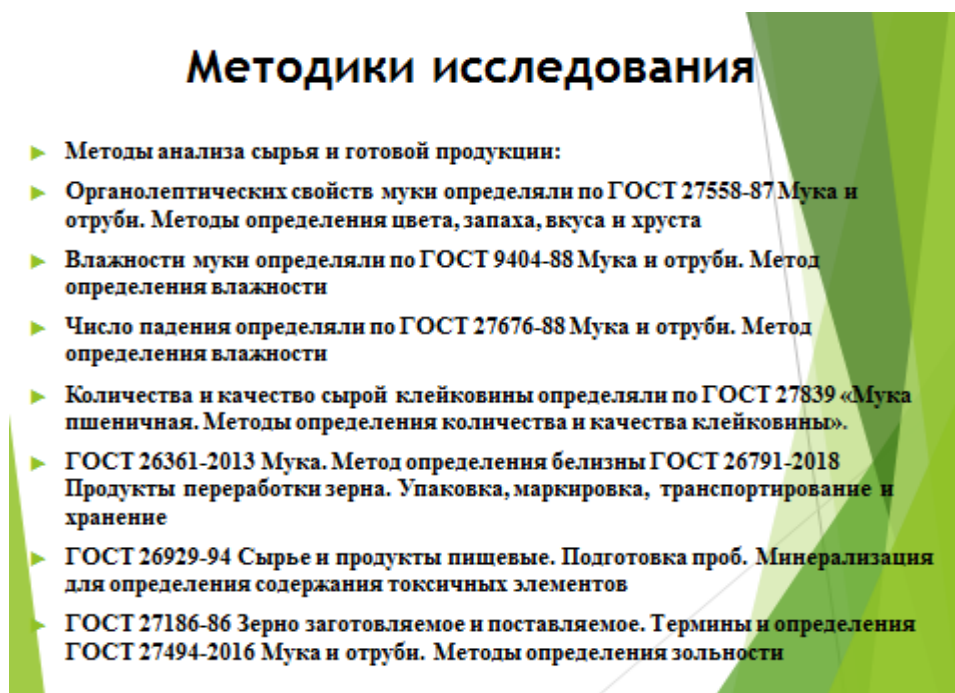 Методики исследования
Методы анализа сырья и готовой продукции:
Органолептических свойств муки определяли по ГОСТ 27558-87 Мука и
отруби. Методы определения цвета, запаха, вкуса и хруста
Влажности муки определяли по ГОСТ 9404-88 Мука и отруби. Метод
определения влажности
Число падения определяли по ГОСТ 27676-88 Мука и отруби. Метод
определения влажности
Количества и качество сырой клейковины определяли по ГОСТ 27839 «Мука
пшеничная. Методы определения количества и качества клейковины».
ГОСТ 26361-2013 Мука. Метод определения белизны ГОСТ 26791-2018
Продукты переработки зерна. Упаковка, маркировка, транспортирование и
хранение
ГОСТ 26929-94 Сырье и продукты пищевые. Подготовка проб. Минерализация
для определения содержания токсичных элементов
ГОСТ 27186-86 Зерно заготовляемое и поставляемое. Термины и определения
ГОСТ 27494-2016 Мука и отруби. Методы определения зольности